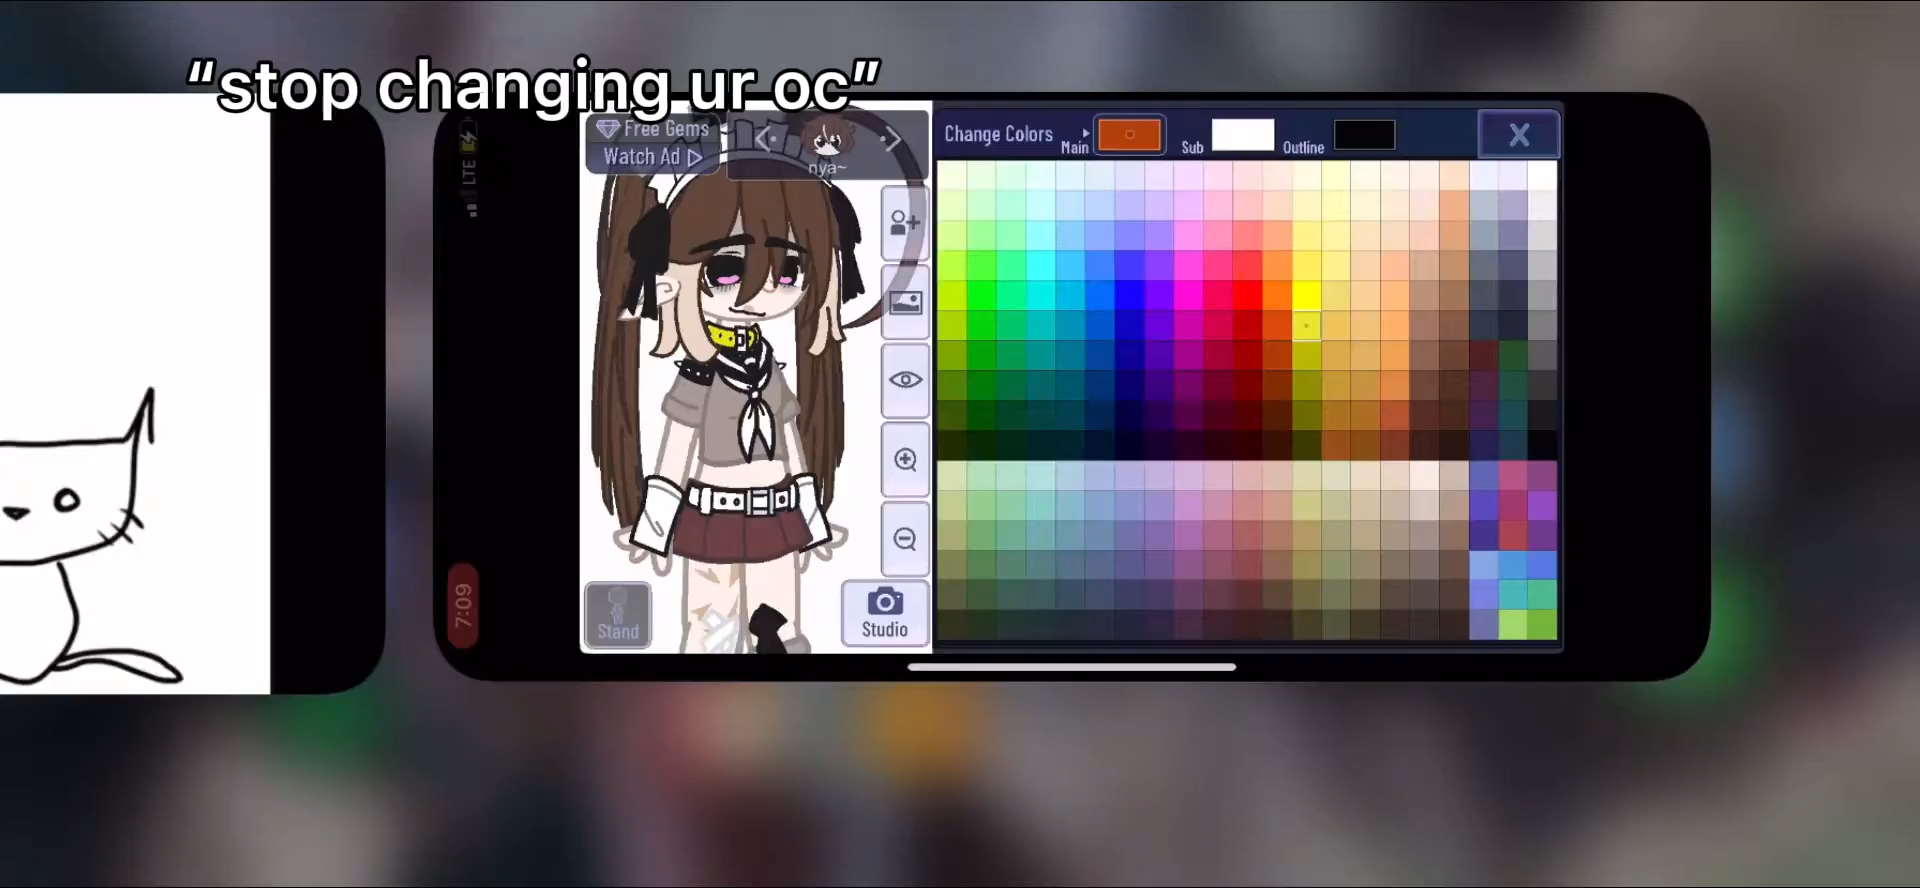 “stop changing ur oc”
Free Gems
Watch Ad
nya~
Change Colors
Main
Sub
Outline
X
LTE
7:09
Stand
Studio